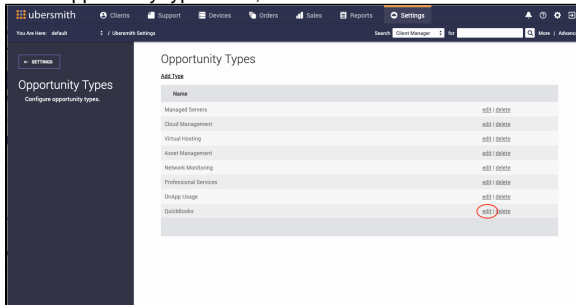 ubersmith Clients Support Devices Orders Sales Reports Settings
You Are Here: default / Ubersmith Settings Search Client Manager for More | Advanc
← SETTINGS
Opportunity Types
Configure opportunity types.
Opportunity Types
Add Type
Name
Managed Servers edit | delete
Cloud Management edit | delete
Virtual Hosting edit | delete
Asset Management edit | delete
Network Monitoring edit | delete
Professional Services edit | delete
OnApp Usage edit | delete
QuickBooks edit | delete